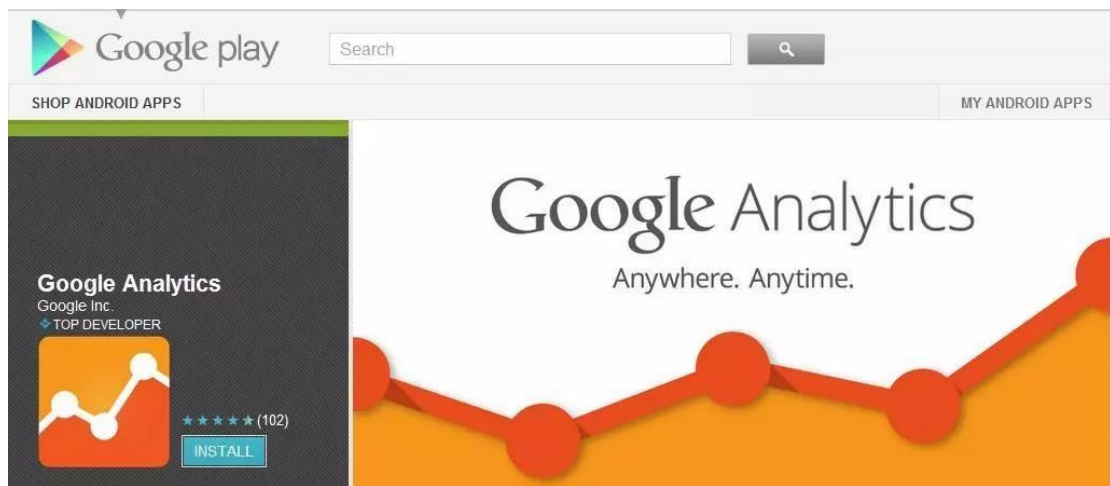 Google play
Search
SHOP ANDROID APPS
MY ANDROID APPS
Google Analytics
Google Inc.
TOP DEVELOPER
(102)
INSTALL
Google Analytics
Anywhere. Anytime.